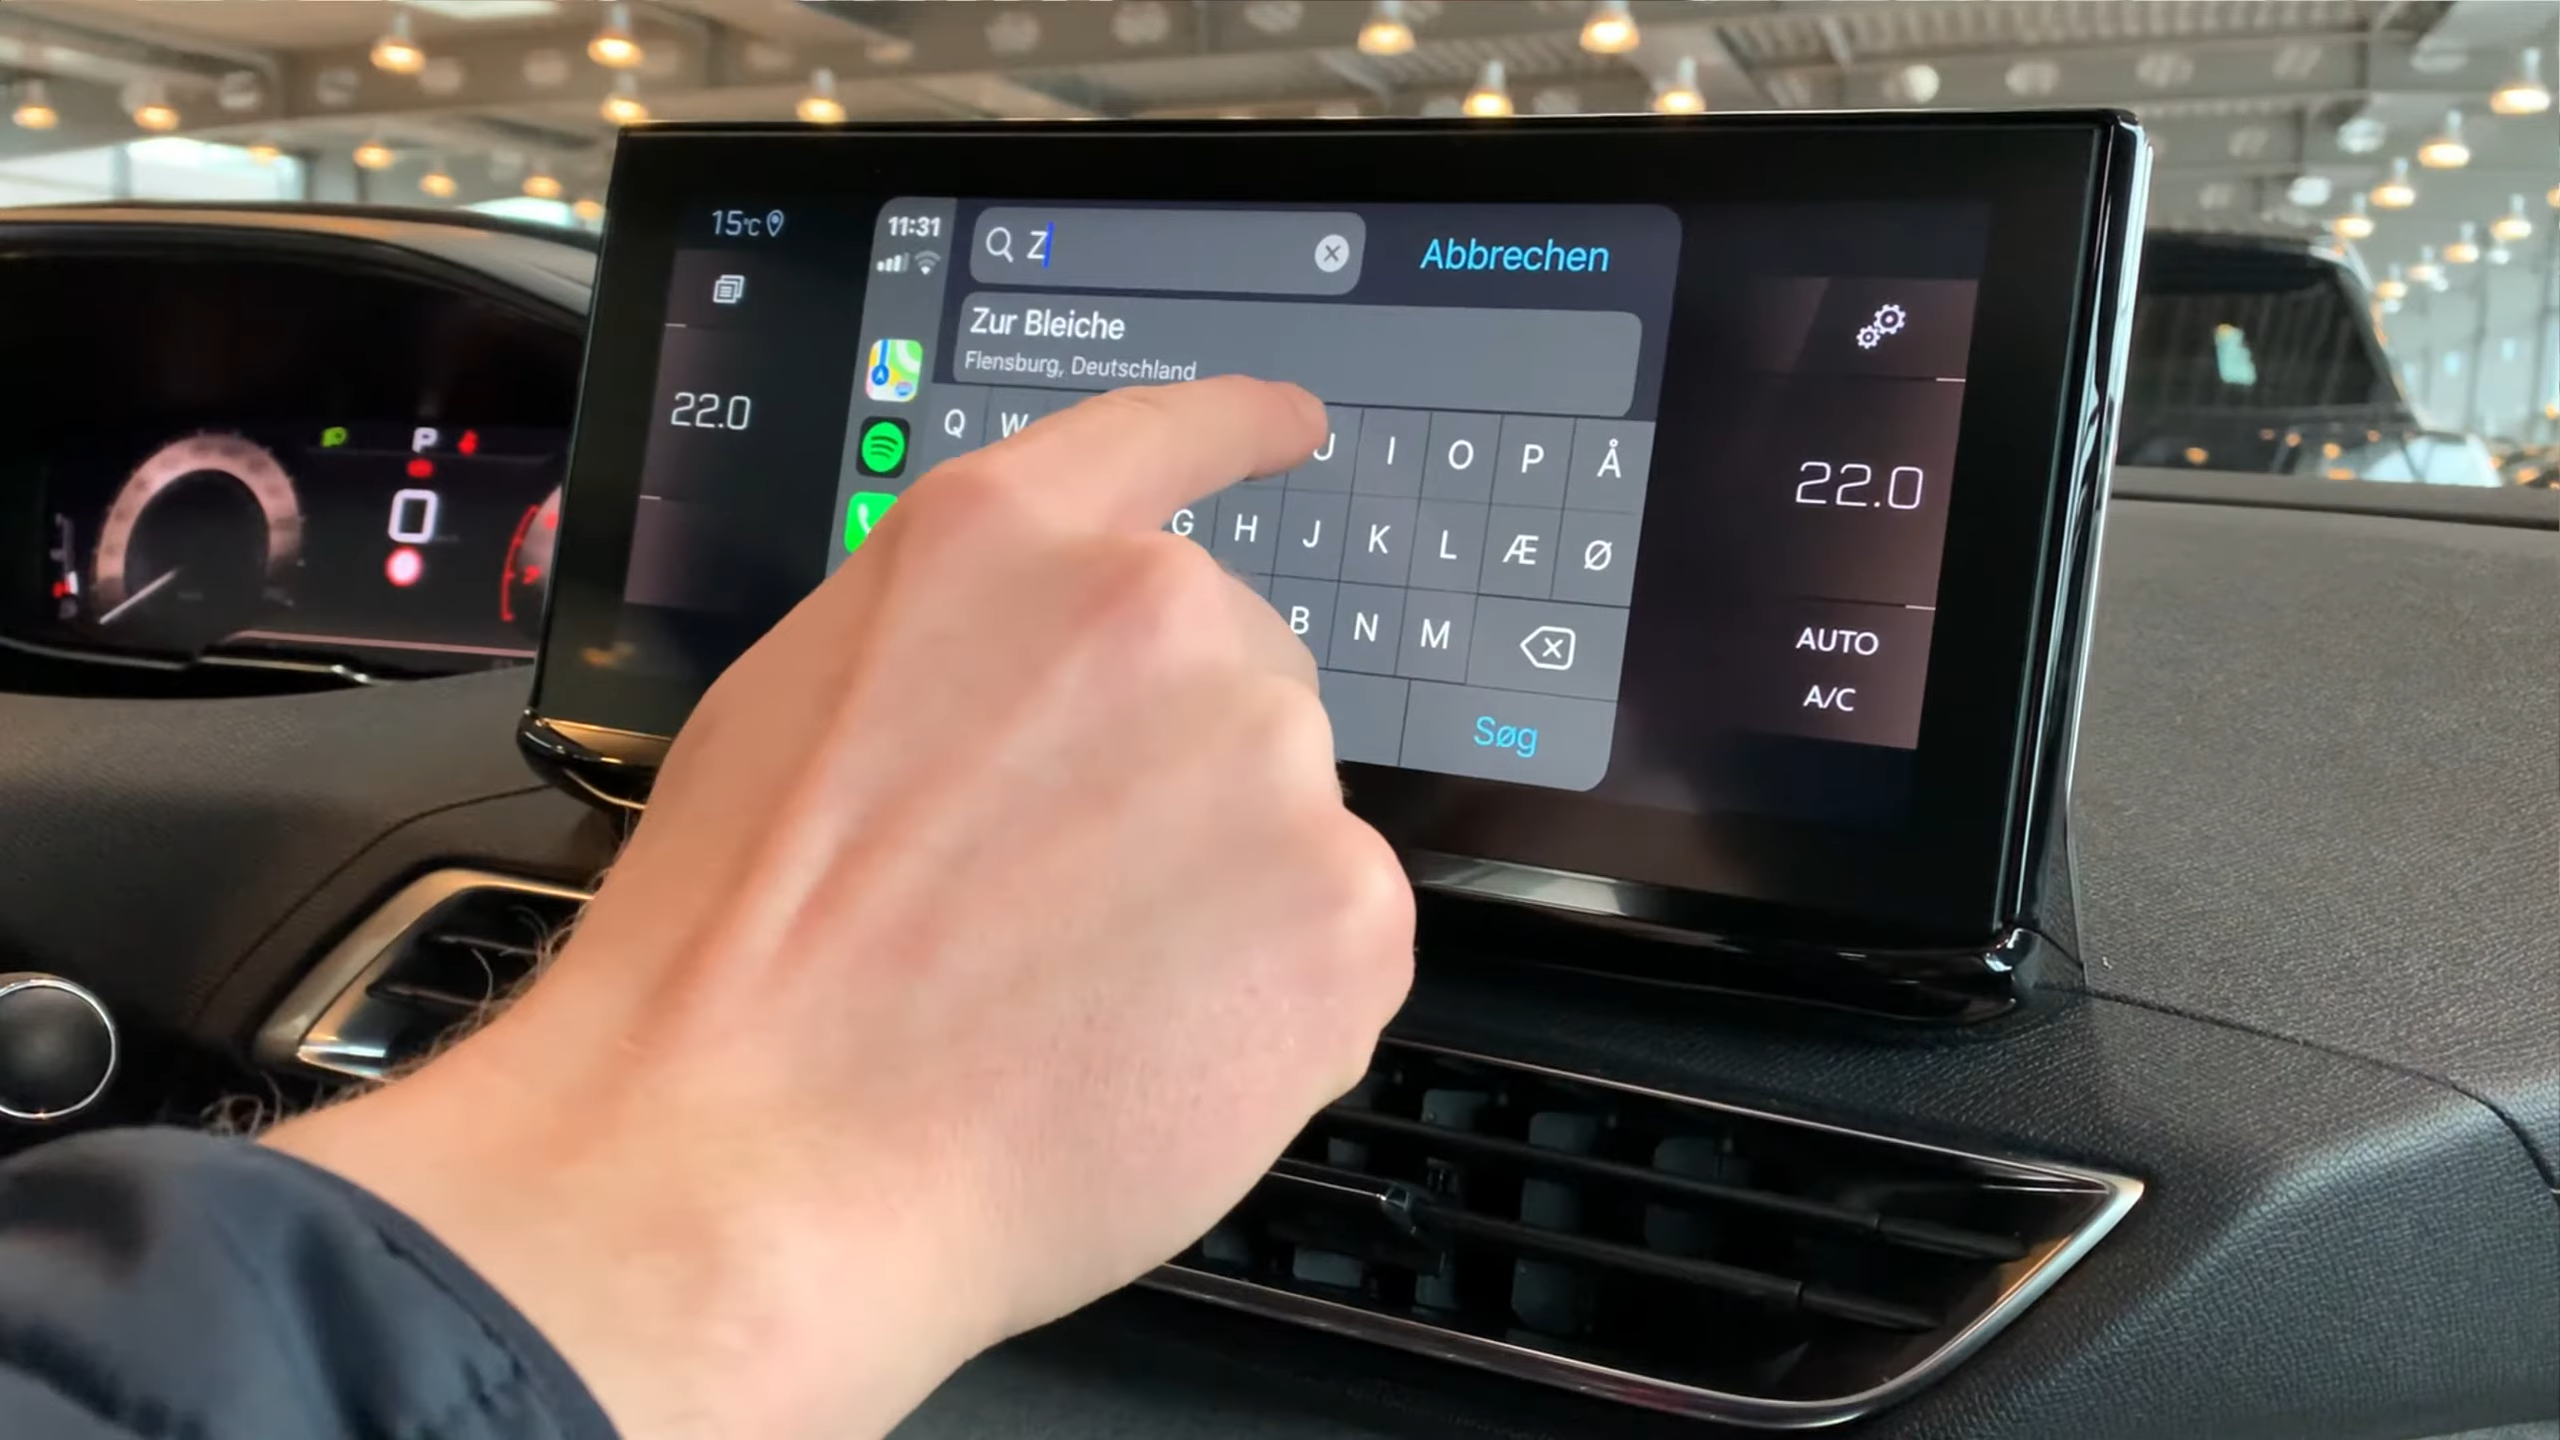 15°C
11:31
Z
Abbrechen
Zur Bleiche
Flensburg, Deutschland
22.0
22.0
Q W U I O P Å
G H J K L Æ Ø
B N M
Søg
AUTO
A/C
P
0